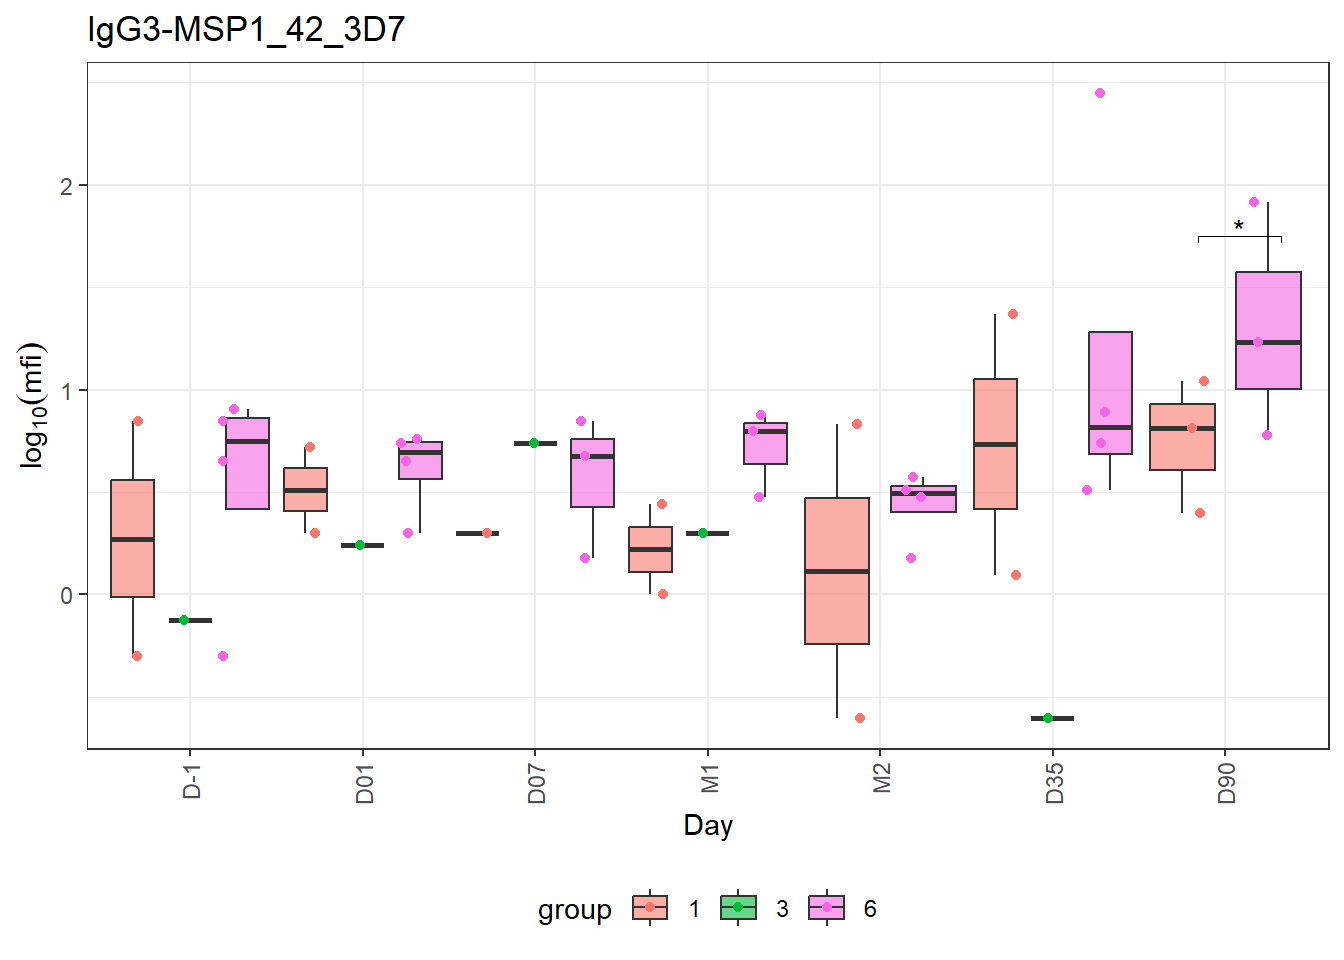 IgG3-MSP1_42_3D7
log10(mfi)
2
1
0
*
D-1
D01
D07
M1
M2
D35
D90
Day
group 1 3 6